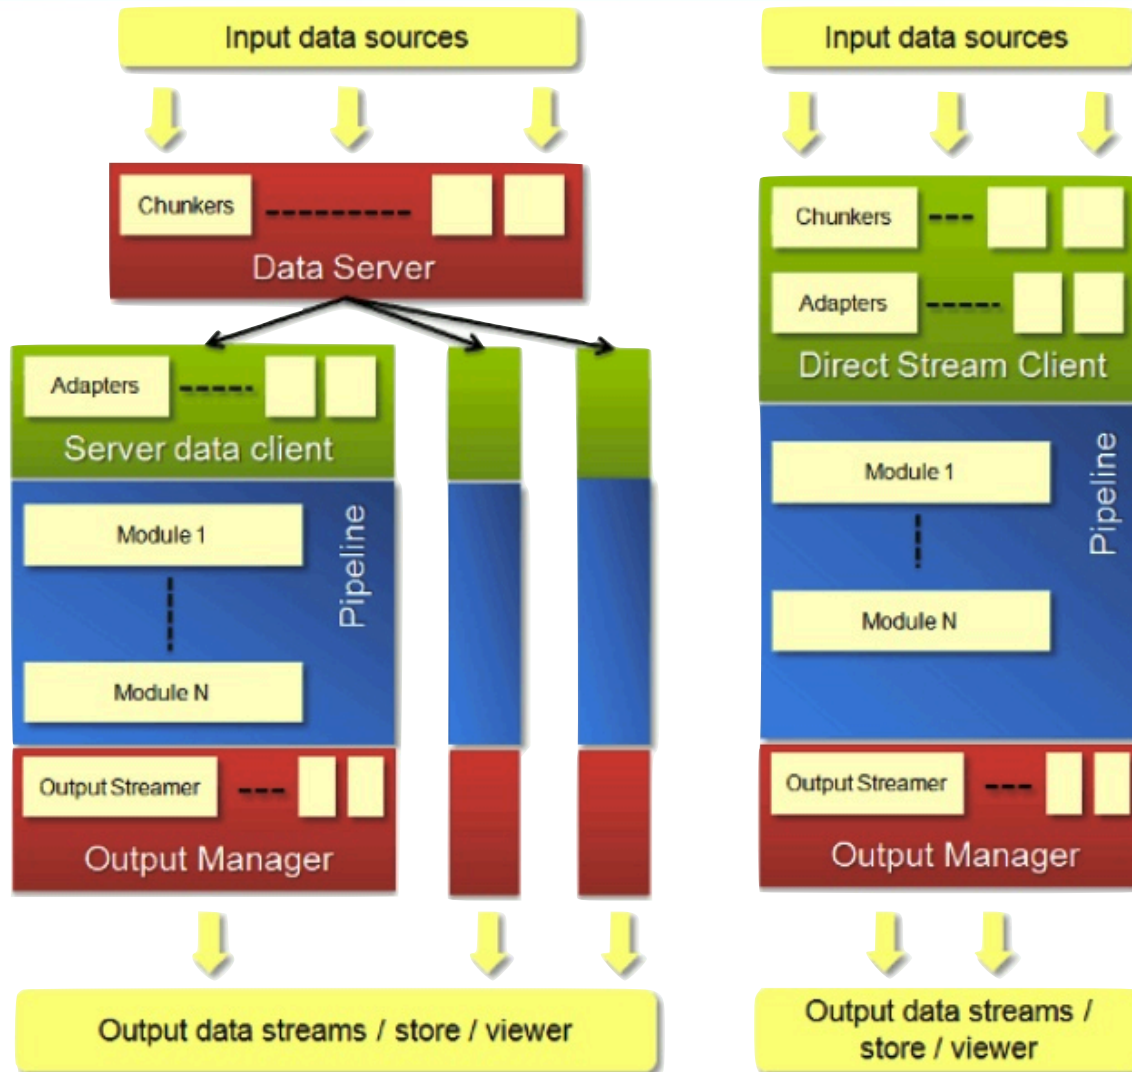 Input data sources
Chunkers
Data Server
Adapters
Server data client
Module 1
Pipeline
Module N
Output Streamer
Output Manager
Output data streams / store / viewer
Input data sources
Chunkers
Adapters
Direct Stream Client
Module 1
Pipeline
Module N
Output Streamer
Output Manager
Output data streams /
store / viewer